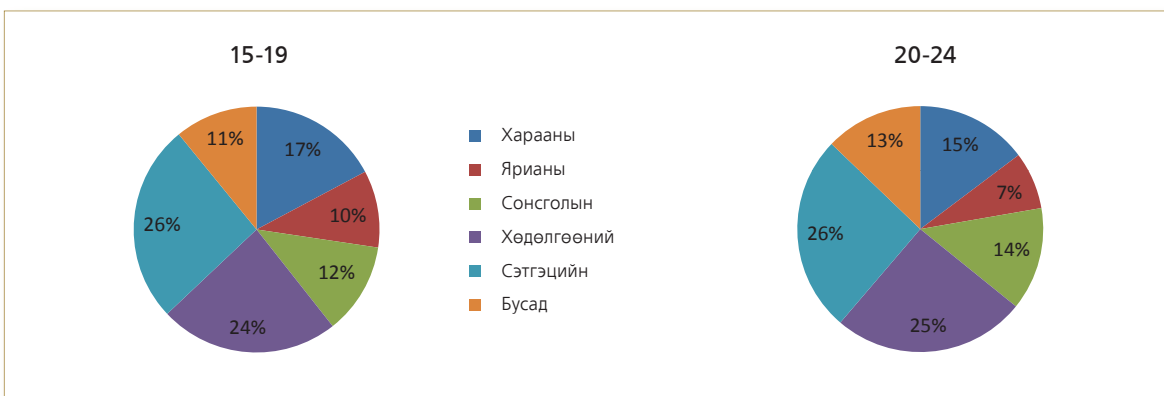 15-19
17%
10%
12%
24%
26%
11%
Харааны
Ярианы
Сонсголын
Хөдөлгөөний
Сэтгэцийн
Бусад
20-24
15%
7%
14%
25%
26%
13%